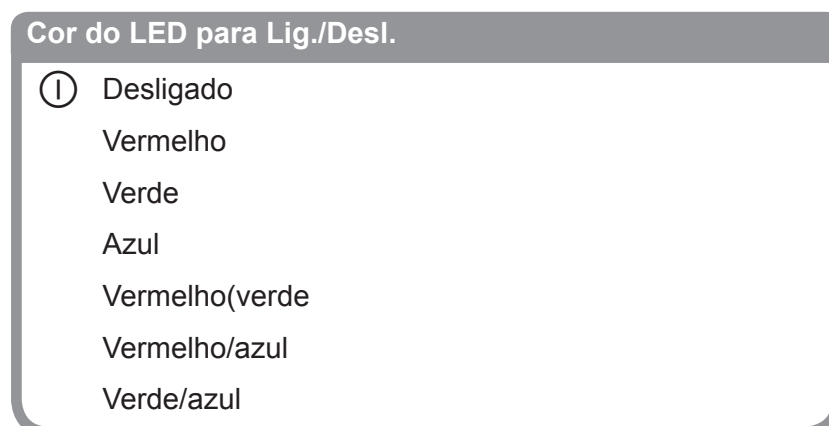 Cor do LED para Lig./Desl.
Desligado
Vermelho
Verde
Azul
Vermelho(verde
Vermelho/azul
Verde/azul